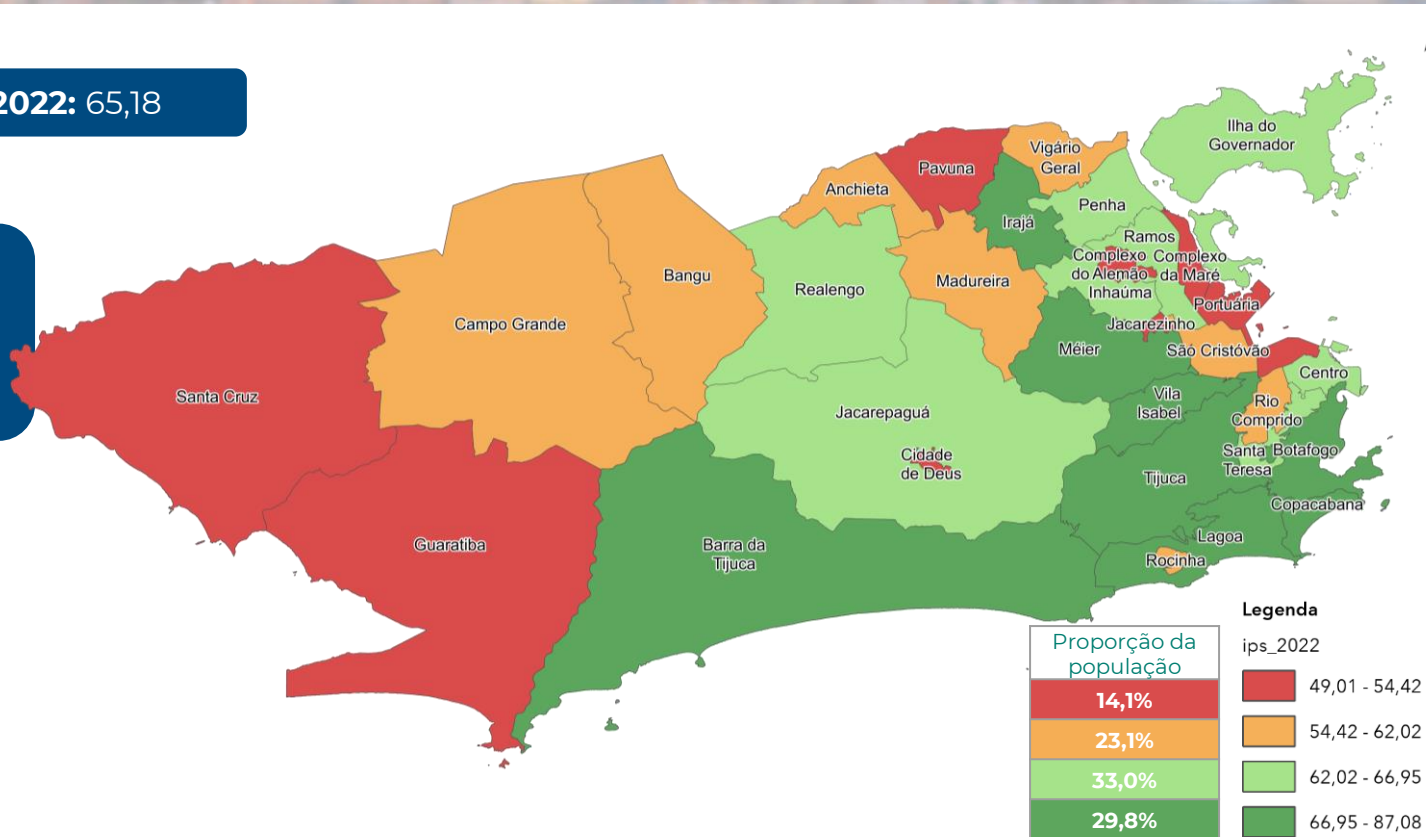 2022: 65,18
Ilha do
Governador
Vigário
Geral
Pavuna
Anchieta
Penha
Irajá
Ramos
Complexo
do Alemão
Complexo
da Maré
Bangu
Madureira
Realengo
Inhaúma
Portuária
Campo Grande
Jacarezinho
Méier
São Cristóvão
Centro
Santa Cruz
Vila
Isabel
Rio
Comprido
Jacarepaguá
Cidade
de Deus
Santa
Teresa
Botafogo
Tijuca
Copacabana
Guaratiba
Barra da
Tijuca
Lagoa
Rocinha
Legenda
ips_2022
Proporção da
população
14,1%
23,1%
33,0%
29,8%
49,01 - 54,42
54,42 - 62,02
62,02 - 66,95
66,95 - 87,08